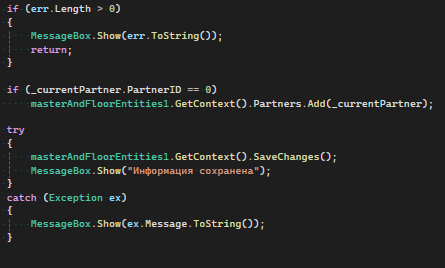 if (err.Length > 0)
{
MessageBox.Show(err.ToString());
return;
}
if (_currentPartner.PartnerID == 0)
masterAndFloorEntities1.GetContext().Partners.Add(_currentPartner);
try
{
masterAndFloorEntities1.GetContext().SaveChanges();
MessageBox.Show("Информация сохранена");
}
catch (Exception ex)
{
MessageBox.Show(ex.Message.ToString());
}